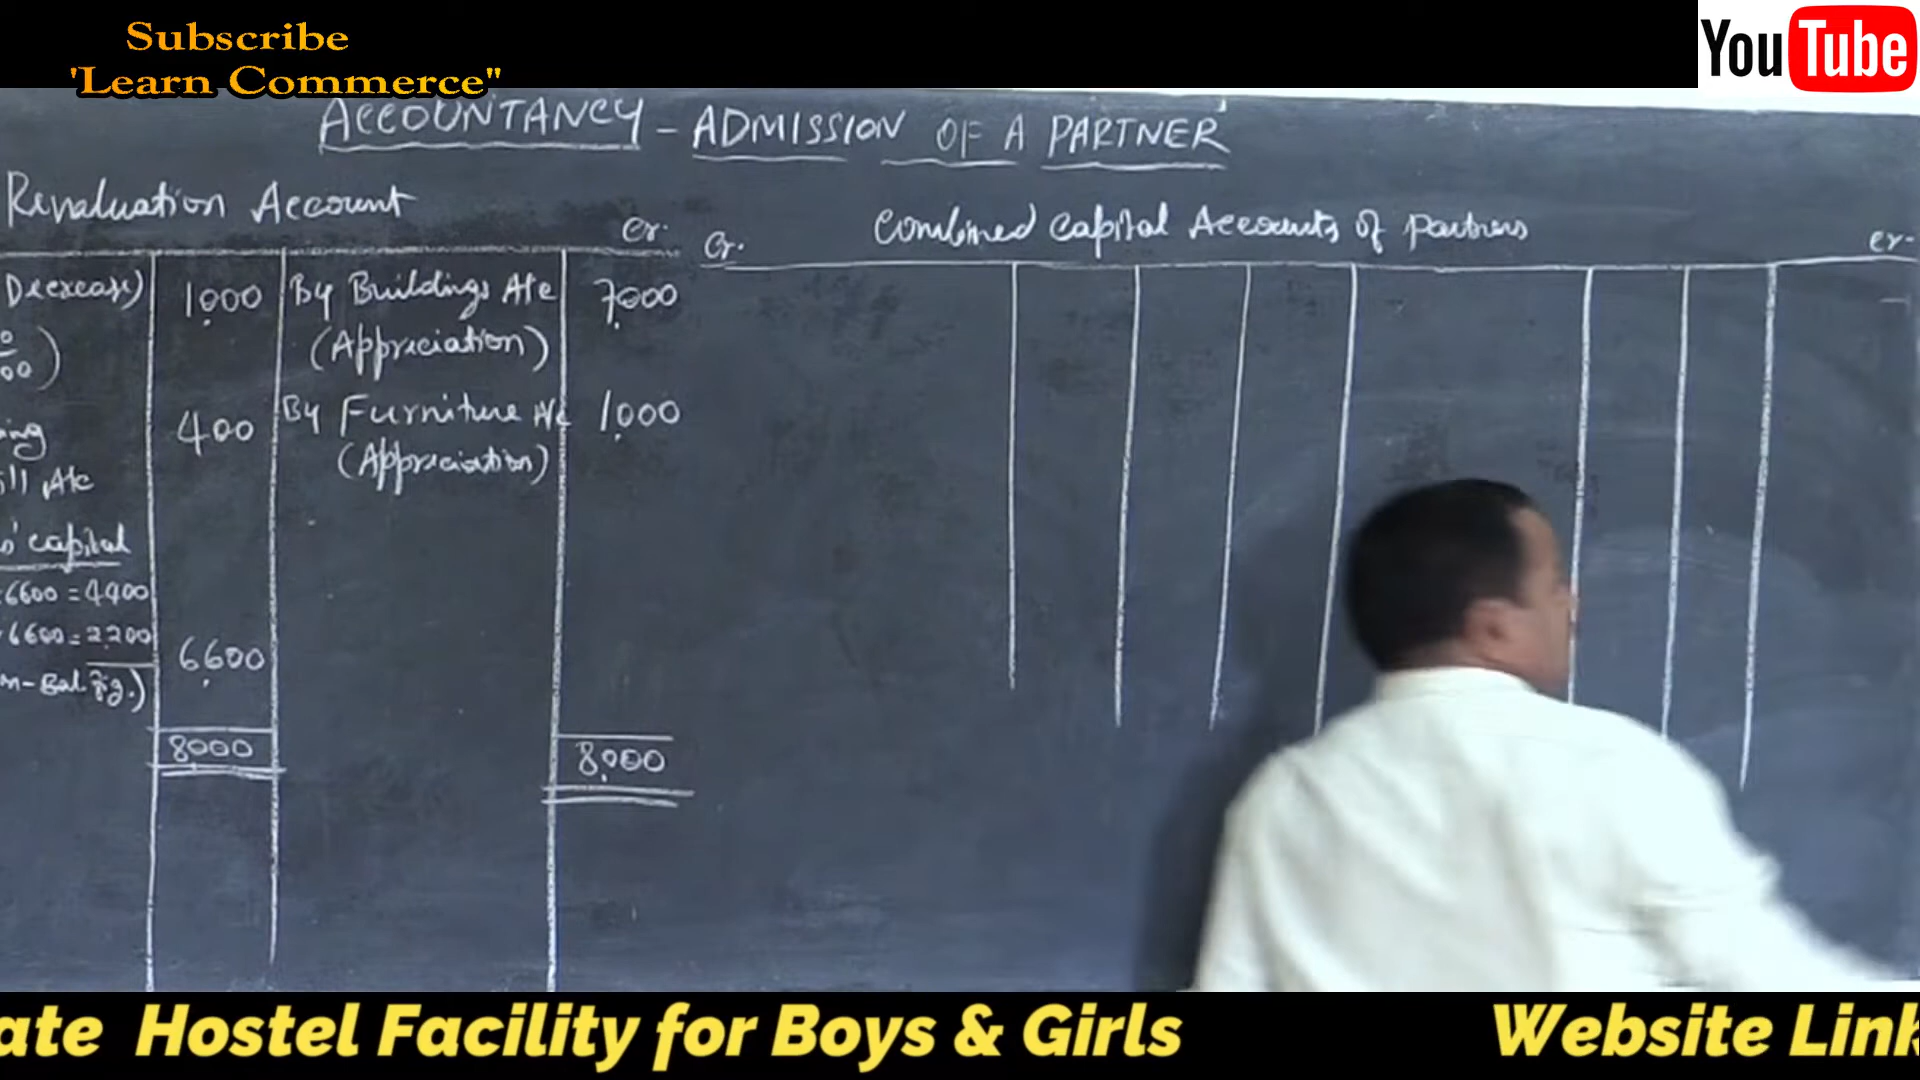 Subscribe
'Learn Commerce"
YouTube
ACCOUNTANCY - ADMISSION OF A PARTNER
Revaluation Account
Cr.
Decrease) 1000 By Buildings A/c 7000
(Appreciation)
00)
400 By Furniture A/c 1000
(Appreciation)
ill A/c
s' capital
6600 = 4400
6600 = 2200
6600
m-Bal. Fig.)
8000 8000
Combined Capital Accounts of Partners
Cr.
ate Hostel Facility for Boys & Girls Website Link